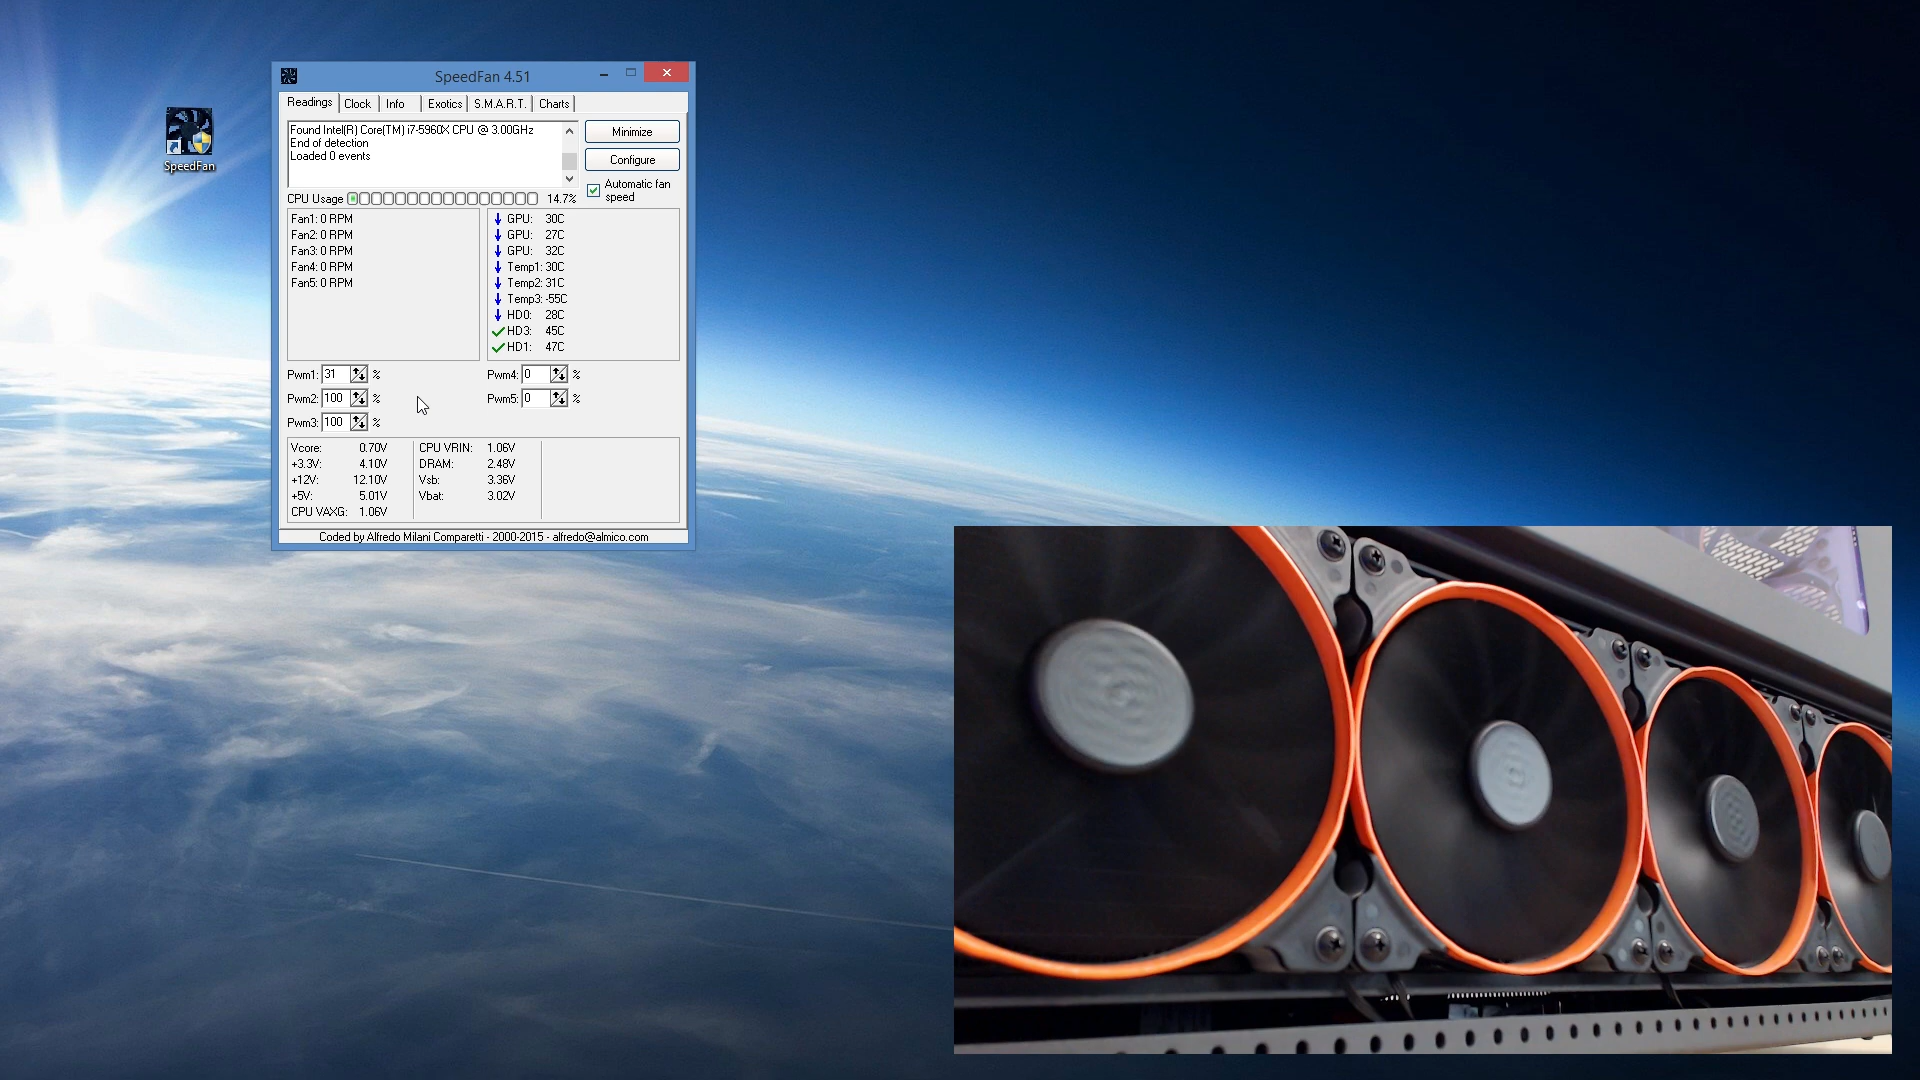 SpeedFan
SpeedFan 4.51
Readings Clock Info Exotics S.M.A.R.T. Charts
Found Intel(R) Core(TM) i7-5960X CPU @ 3.00GHz
End of detection
Loaded 0 events
Minimize
Configure
Automatic fan
speed
CPU Usage 14.7%
Fan1: 0 RPM
Fan2: 0 RPM
Fan3: 0 RPM
Fan4: 0 RPM
Fan5: 0 RPM
GPU: 30C
GPU: 27C
GPU: 32C
Temp1: 30C
Temp2: 31C
Temp3: -55C
HD0: 28C
HD3: 45C
HD1: 47C
Pwm1: 31 %
Pwm2: 100 %
Pwm3: 100 %
Pwm4: 0 %
Pwm5: 0 %
Vcore: 0.70V
+3.3V: 4.10V
+12V: 12.10V
+5V: 5.01V
CPU VAXG: 1.06V
CPU VRIN: 1.06V
DRAM: 2.48V
Vsb: 3.36V
Vbat: 3.02V
Coded by Alfredo Milani Comparetti - 2000-2015 - alfredo@almico.com